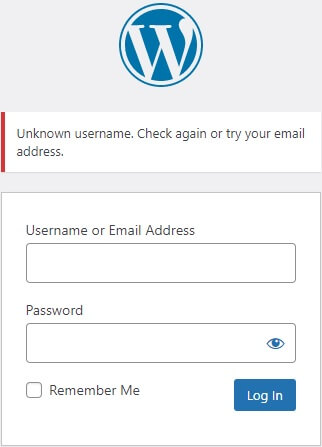 Unknown username. Check again or try your email
address.
Username or Email Address
Password
Remember Me
Log In